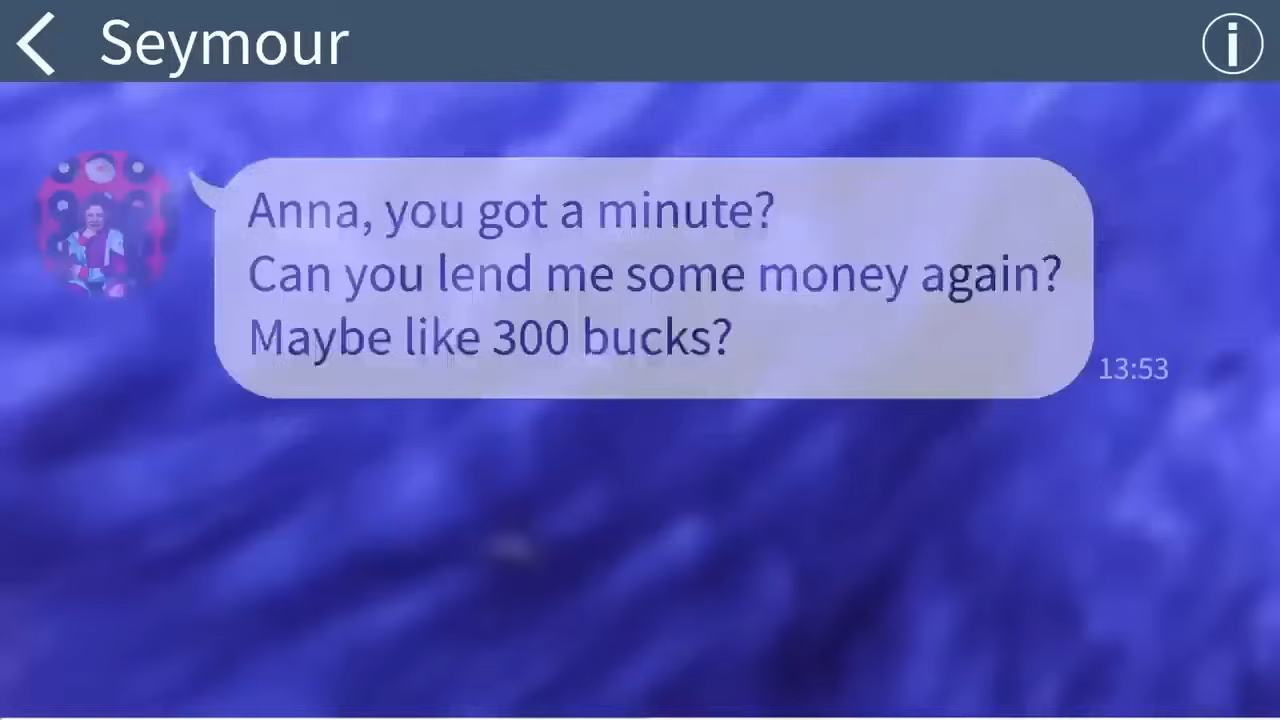 Seymour
Anna, you got a minute?
Can you lend me some money again?
Maybe like 300 bucks?
13:53